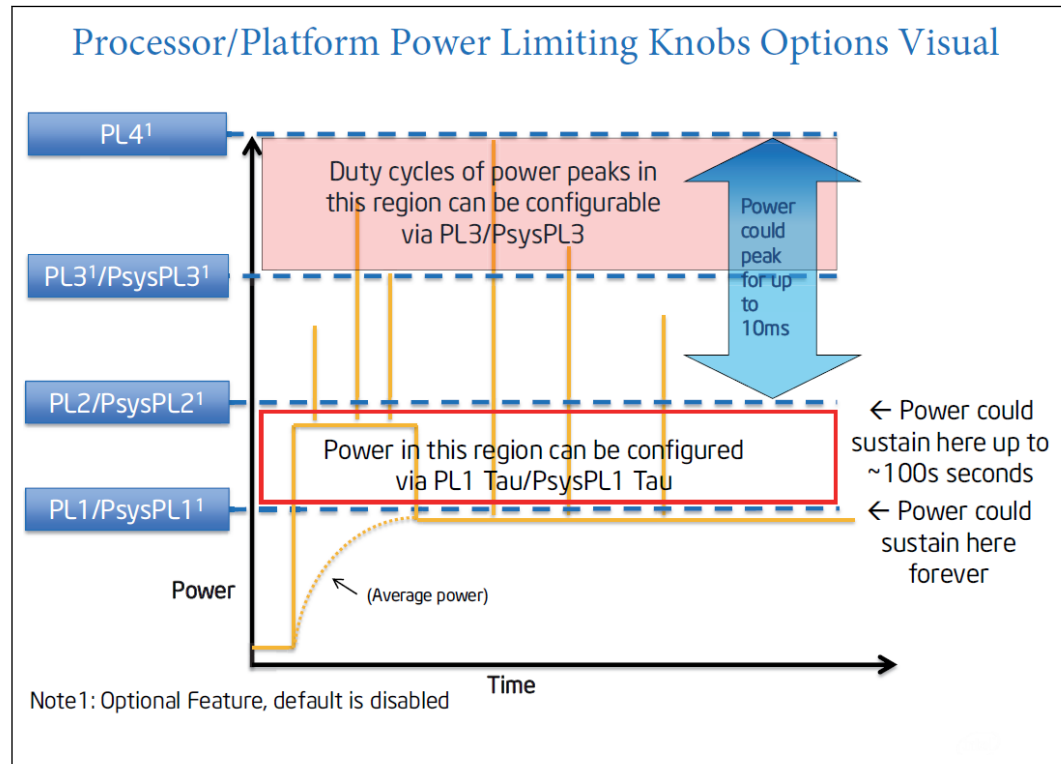 Processor/Platform Power Limiting Knobs Options Visual
PL4¹
Duty cycles of power peaks in
this region can be configurable
via PL3/PsysPL3
Power
could
peak
for up
to
10ms
PL3¹/PsysPL3¹
PL2/PsysPL2¹
← Power could
sustain here up to
~100s seconds
Power in this region can be configured
via PL1 Tau/PsysPL1 Tau
PL1/PsysPL1¹
← Power could
sustain here
forever
Power
(Average power)
Time
Note1: Optional Feature, default is disabled